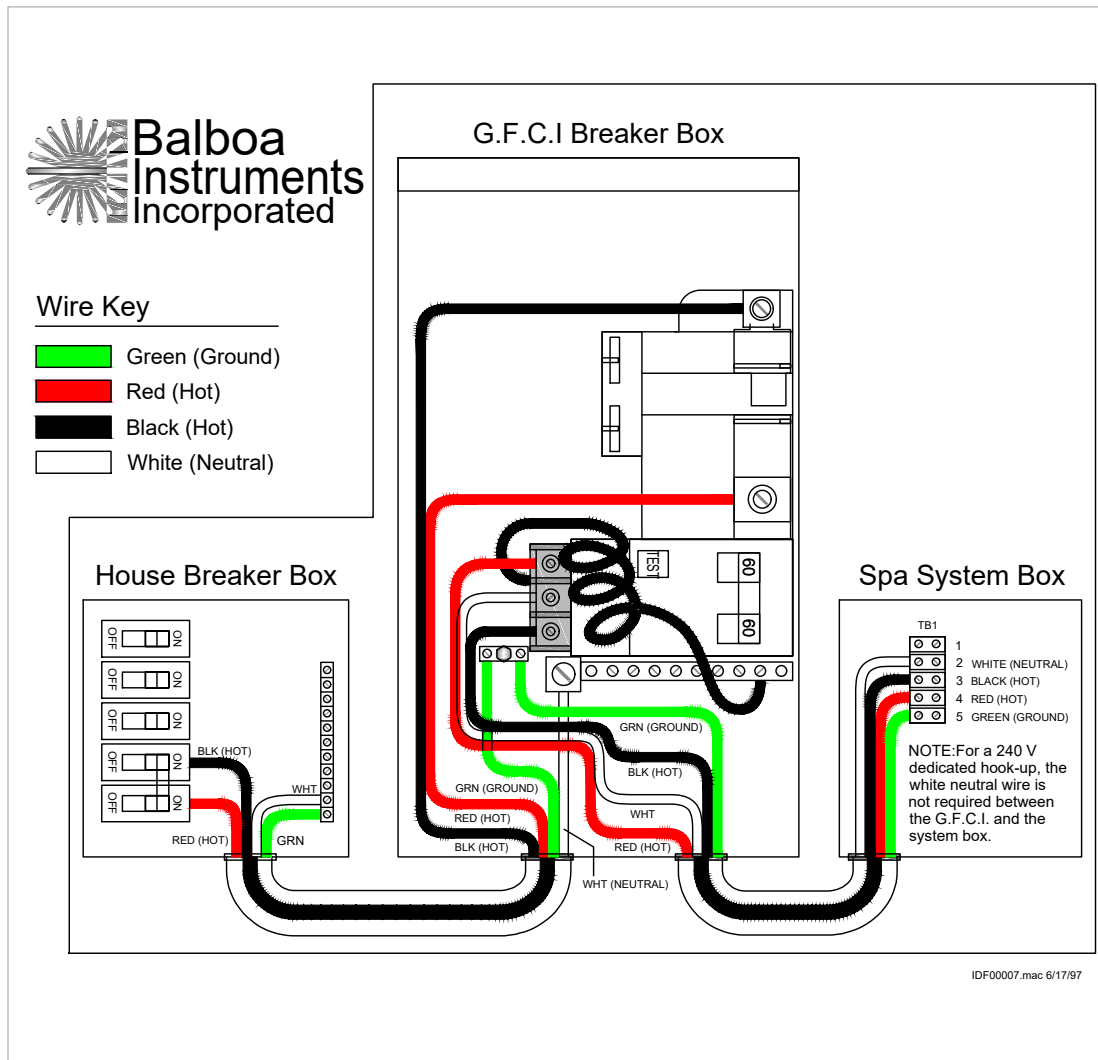 Balboa
Instruments
Incorporated
G.F.C.I Breaker Box
Wire Key
Green (Ground)
Red (Hot)
Black (Hot)
White (Neutral)
House Breaker Box
OFF ON
OFF ON
OFF ON
OFF ON
OFF ON
BLK (HOT)
WHT
RED (HOT)
GRN
TEST
60
60
GRN (GROUND)
BLK (HOT)
GRN (GROUND)
RED (HOT)
WHT
BLK (HOT)
RED (HOT)
WHT (NEUTRAL)
Spa System Box
TB1
1
2 WHITE (NEUTRAL)
3 BLACK (HOT)
4 RED (HOT)
5 GREEN (GROUND)
NOTE:For a 240 V
dedicated hook-up, the
white neutral wire is
not required between
the G.F.C.I. and the
system box.
IDF00007.mac 6/17/97